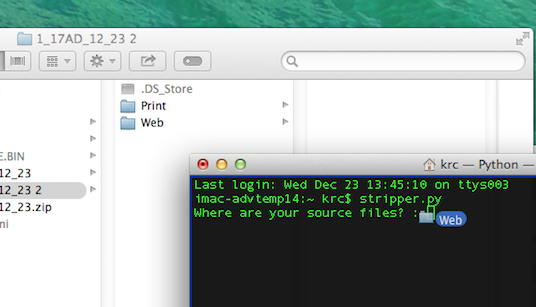 1_17AD_12_23 2
.DS_Store
Print
Web
E.BIN
12_23
12_23 2
12_23.zip
ni
krc — Python —
Last login: Wed Dec 23 13:45:10 on ttys003
imac-advtemp14:~ krc$ stripper.py
Where are your source files? :
Web